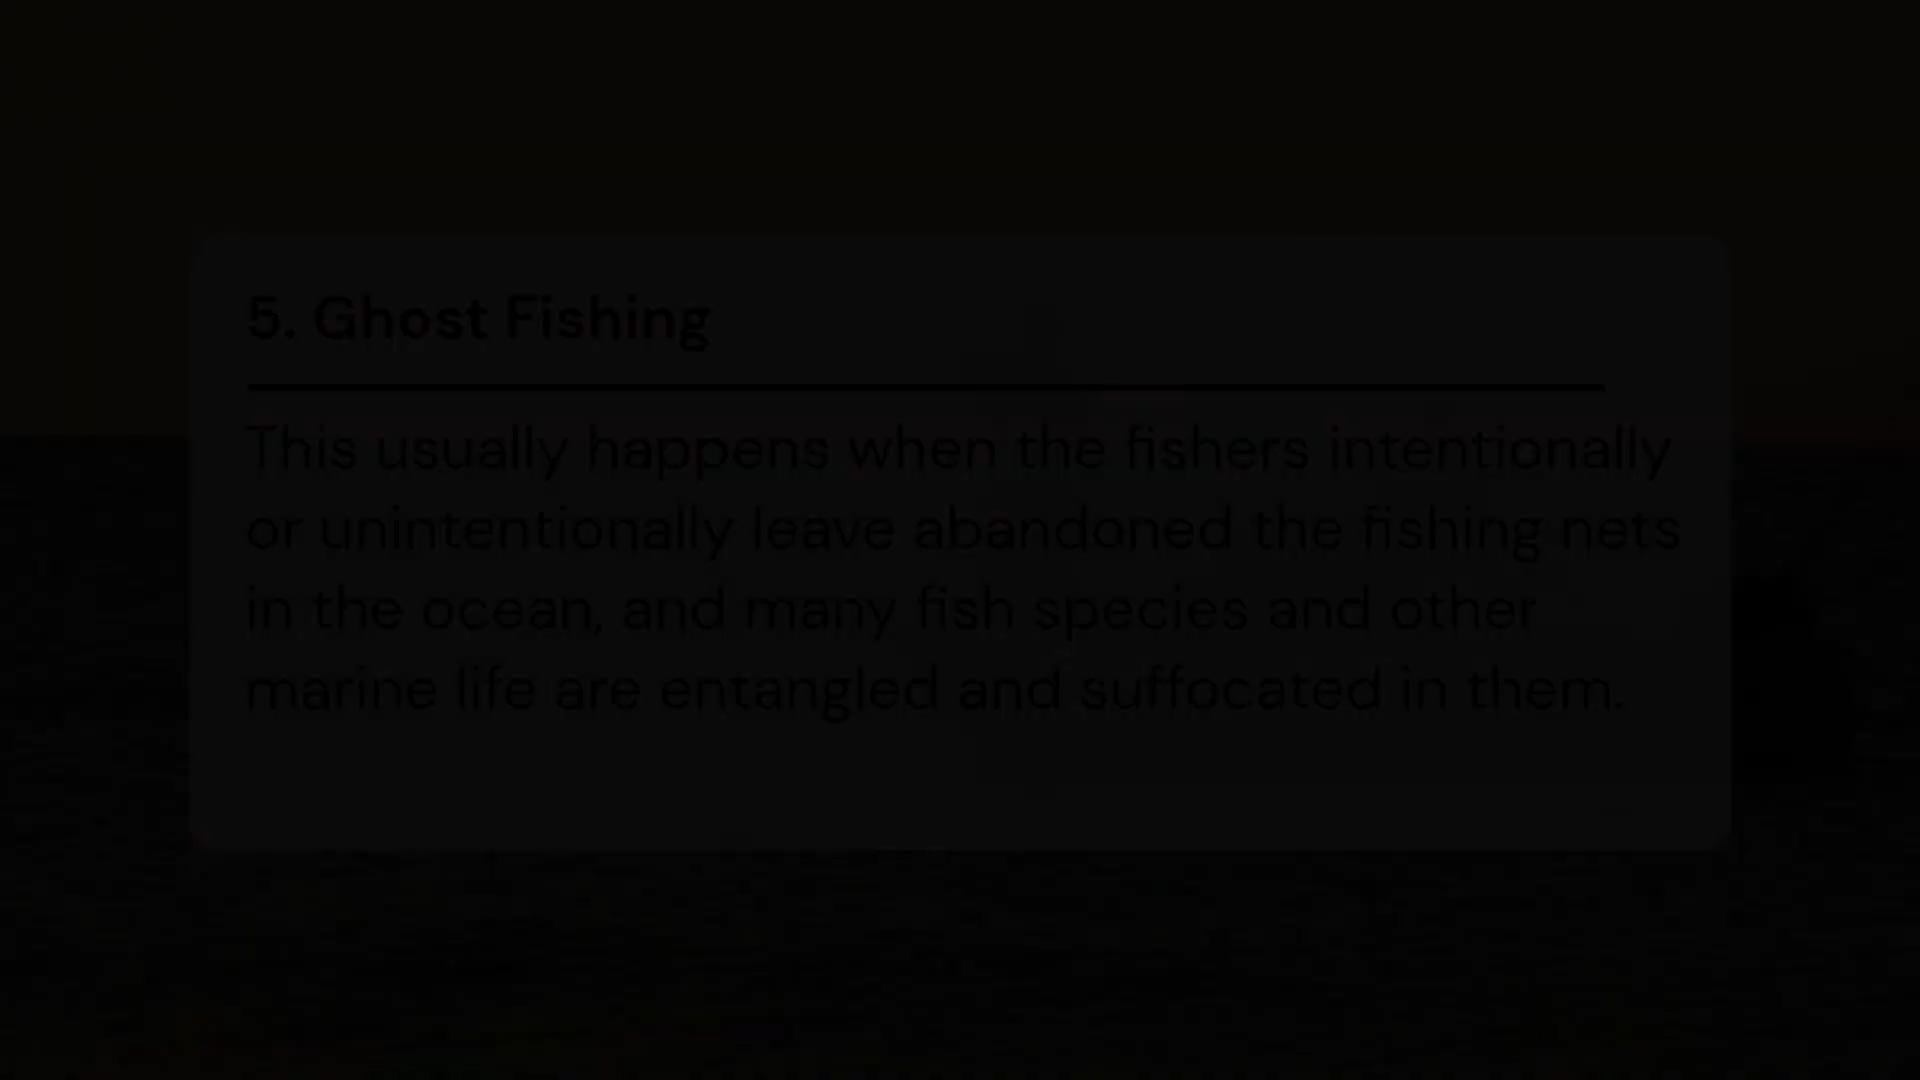 5. Ghost Fishing
This usually happens when the fishers intentionally
or unintentionally leave abandoned the fishing nets
in the ocean, and many fish species and other
marine life are entangled and suffocated in them.